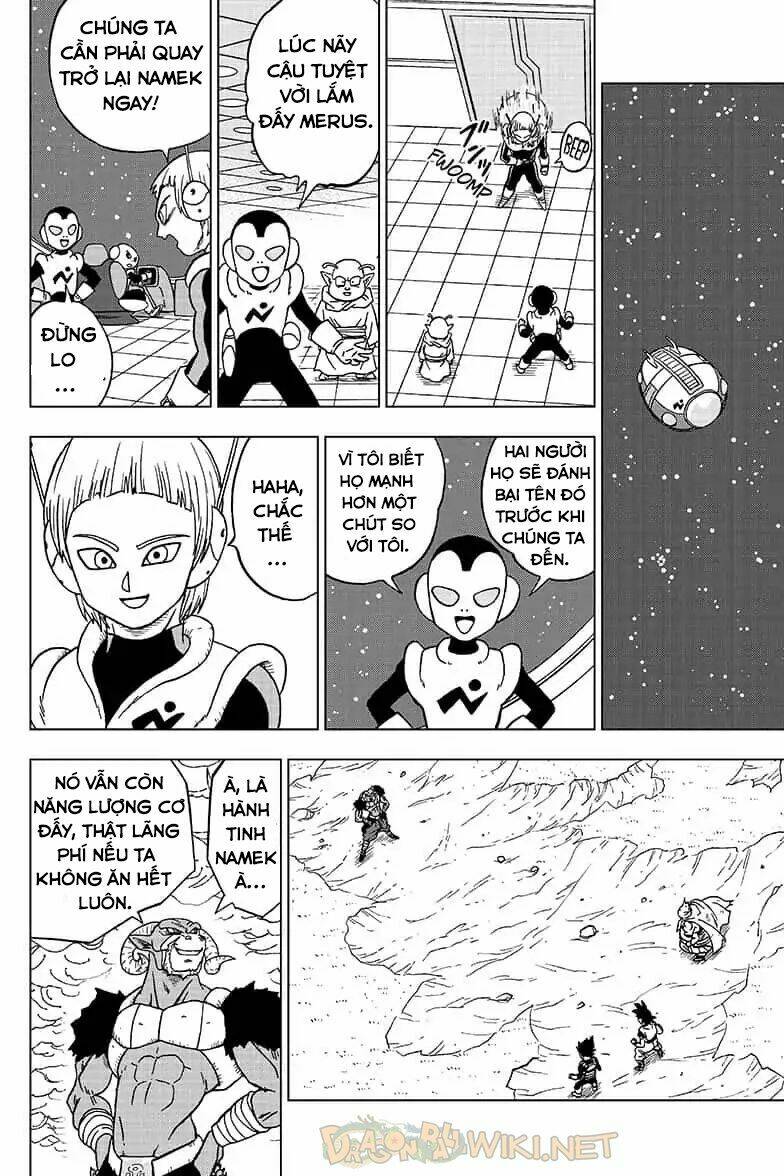 BEEP
FWOOMP
LÚC NÃY
CẬU TUYỆT
VỜI LẮM
ĐẤY MERUS.
CHÚNG TA
CẦN PHẢI QUAY
TRỞ LẠI NAMEK
NGAY!
ĐỪNG
LO
...
HAI NGƯỜI
HỌ SẼ ĐÁNH
BẠI TÊN ĐÓ
TRƯỚC KHI
CHÚNG TA
ĐẾN.
VÌ TÔI BIẾT
HỌ MẠNH
HƠN MỘT
CHÚT SO
VỚI TÔI.
HAHA,
CHẮC
THẾ
...
À, LÀ
HÀNH
TINH
NAMEK
À...
NÓ VẪN CÒN
NĂNG LƯỢNG CƠ
ĐẤY, THẬT LÃNG
PHÍ NẾU TA
KHÔNG ĂN HẾT
LUÔN.
DRAGONBALLWIKI.NET